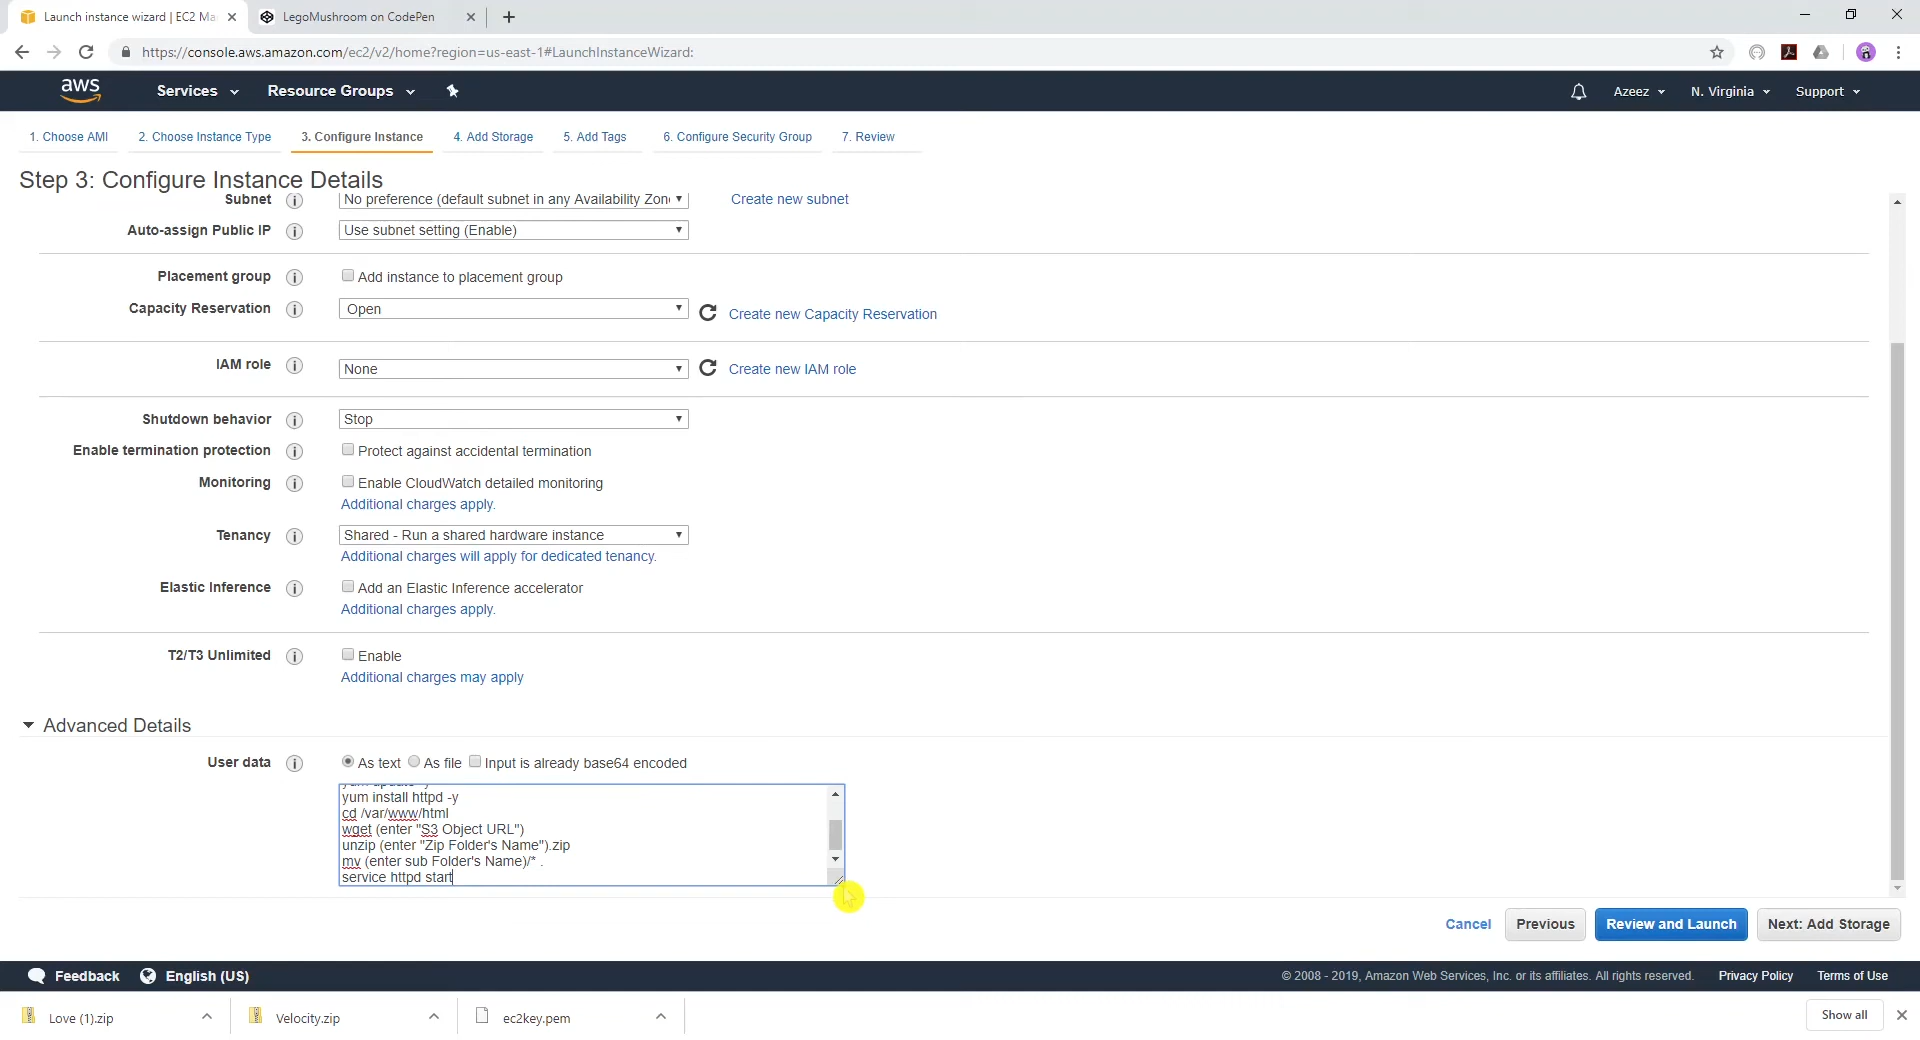 Launch instance wizard | EC2 Ma
LegoMushroom on CodePen
https://console.aws.amazon.com/ec2/v2/home?region=us-east-1#LaunchInstanceWizard:
aws
Services
Resource Groups
Azeez
N. Virginia
Support
1. Choose AMI
2. Choose Instance Type
3. Configure Instance
4. Add Storage
5. Add Tags
6. Configure Security Group
7. Review
Step 3: Configure Instance Details
Subnet
No preference (default subnet in any Availability Zon
Create new subnet
Auto-assign Public IP
Use subnet setting (Enable)
Placement group
Add instance to placement group
Capacity Reservation
Open
Create new Capacity Reservation
IAM role
None
Create new IAM role
Shutdown behavior
Stop
Enable termination protection
Protect against accidental termination
Monitoring
Enable CloudWatch detailed monitoring
Additional charges apply.
Tenancy
Shared - Run a shared hardware instance
Additional charges will apply for dedicated tenancy.
Elastic Inference
Add an Elastic Inference accelerator
Additional charges apply.
T2/T3 Unlimited
Enable
Additional charges may apply
Advanced Details
User data
As text As file Input is already base64 encoded
yum update -y
yum install httpd -y
cd /var/www/html
wget (enter "S3 Object URL")
unzip (enter "Zip Folder's Name").zip
mv (enter sub Folder's Name)/* .
service httpd start
Cancel
Previous
Review and Launch
Next: Add Storage
Feedback
English (US)
© 2008 - 2019, Amazon Web Services, Inc. or its affiliates. All rights reserved.
Privacy Policy
Terms of Use
Love (1).zip
Velocity.zip
ec2key.pem
Show all